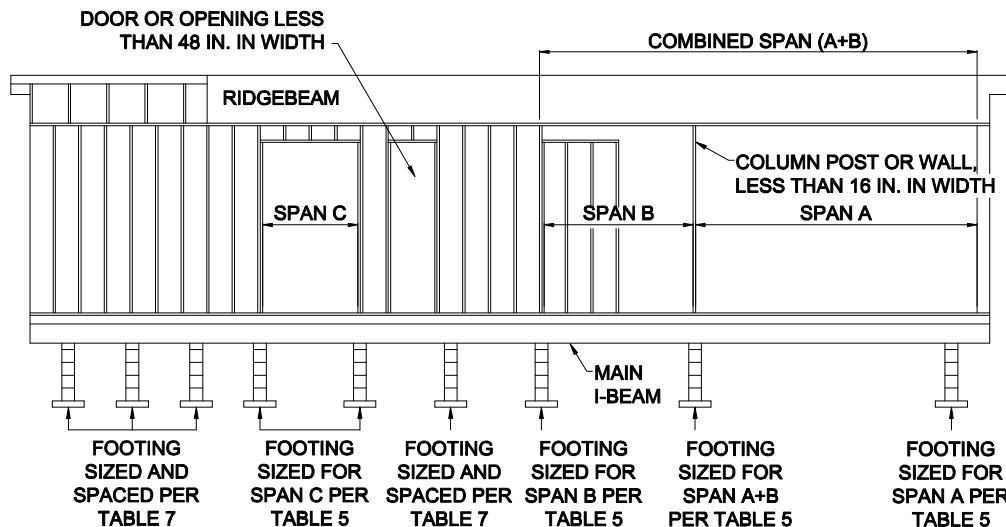 DOOR OR OPENING LESS
THAN 48 IN. IN WIDTH
COMBINED SPAN (A+B)
RIDGEBEAM
COLUMN POST OR WALL,
LESS THAN 16 IN. IN WIDTH
SPAN C
SPAN B
SPAN A
MAIN
I-BEAM
FOOTING
SIZED AND
SPACED PER
TABLE 7
FOOTING
SIZED FOR
SPAN C PER
TABLE 5
FOOTING
SIZED AND
SPACED PER
TABLE 7
FOOTING
SIZED FOR
SPAN B PER
TABLE 5
FOOTING
SIZED FOR
SPAN A+B
PER TABLE 5
FOOTING
SIZED FOR
SPAN A PER
TABLE 5